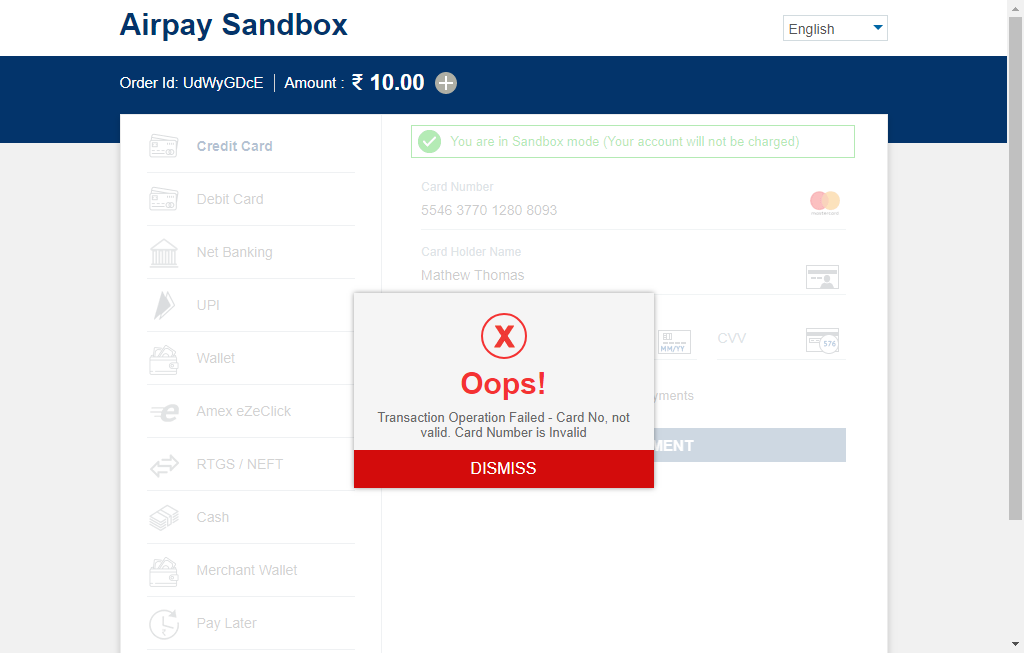 Airpay Sandbox
English
Order Id: UdWyGDcE | Amount : ₹ 10.00
Credit Card
Debit Card
Net Banking
UPI
Wallet
Amex eZeClick
RTGS / NEFT
Cash
Merchant Wallet
Pay Later
You are in Sandbox mode (Your account will not be charged)
Card Number
5546 3770 1280 8093
mastercard
Card Holder Name
Mathew Thomas
MM/YY
CVV
576
yments
MENT
X
Oops!
Transaction Operation Failed - Card No, not
valid. Card Number is Invalid
DISMISS